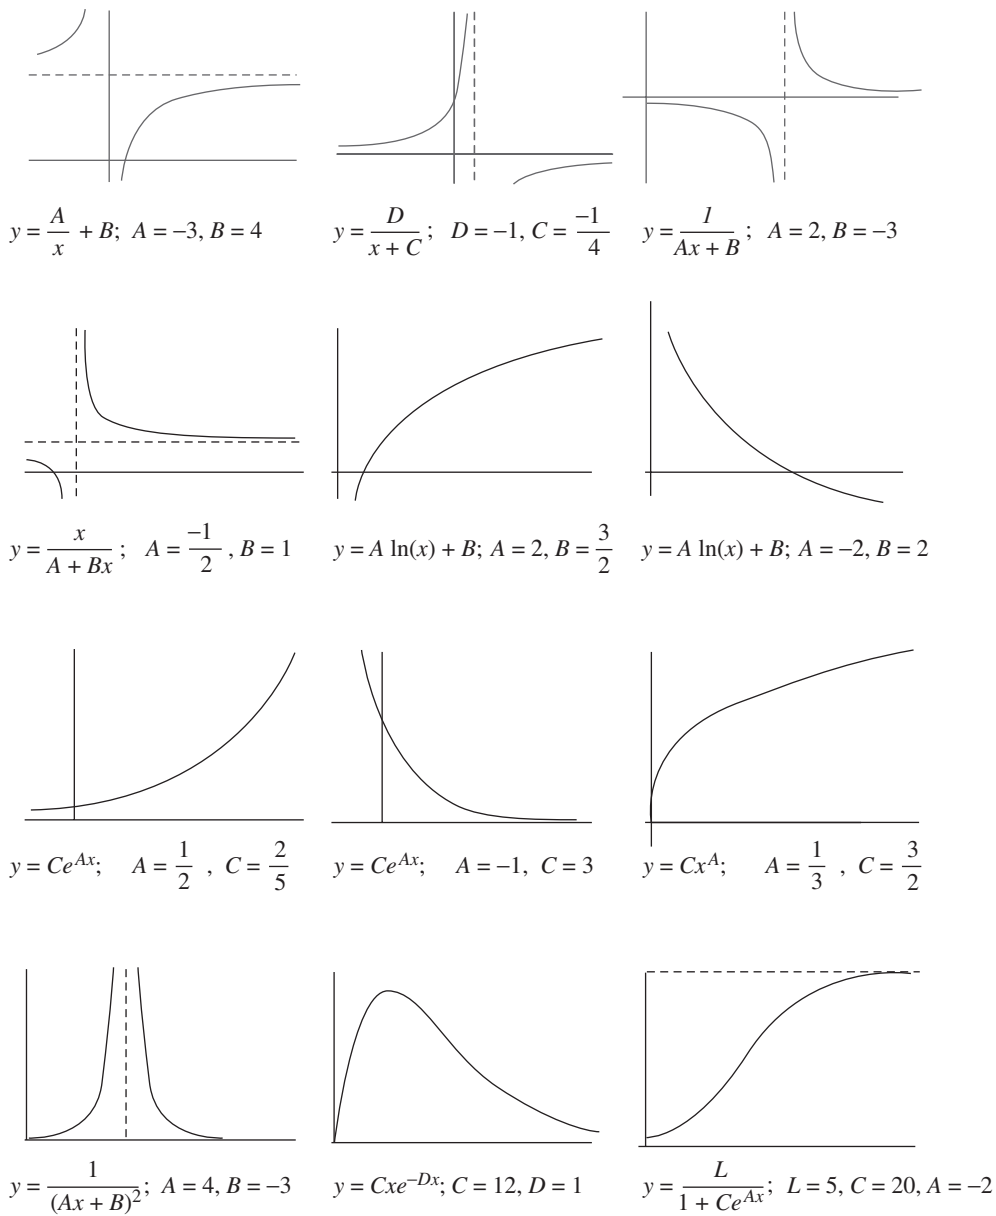 y = A/x + B; A = −3, B = 4
y = D/(x + C); D = −1, C = −1/4
y = 1/(Ax + B); A = 2, B = −3
y = x/(A + Bx); A = −1/2, B = 1
y = A ln(x) + B; A = 2, B = 3/2
y = A ln(x) + B; A = −2, B = 2
y = Ce^{Ax}; A = 1/2, C = 2/5
y = Ce^{Ax}; A = −1, C = 3
y = Cx^A; A = 1/3, C = 3/2
y = 1/(Ax + B)^2; A = 4, B = −3
y = Cxe^{−Dx}; C = 12, D = 1
y = L/(1 + Ce^{Ax}); L = 5, C = 20, A = −2